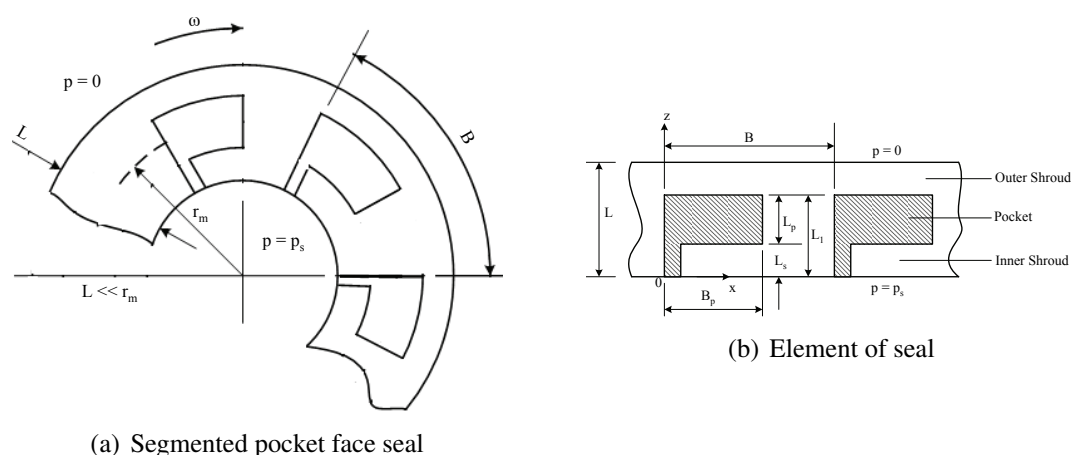 ω
p = 0
L
B
r_m
p = p_s
L << r_m
(a) Segmented pocket face seal
z
B
p = 0
Outer Shroud
L
L_p
L_1
Pocket
L_s
Inner Shroud
0
x
p = p_s
B_p
(b) Element of seal